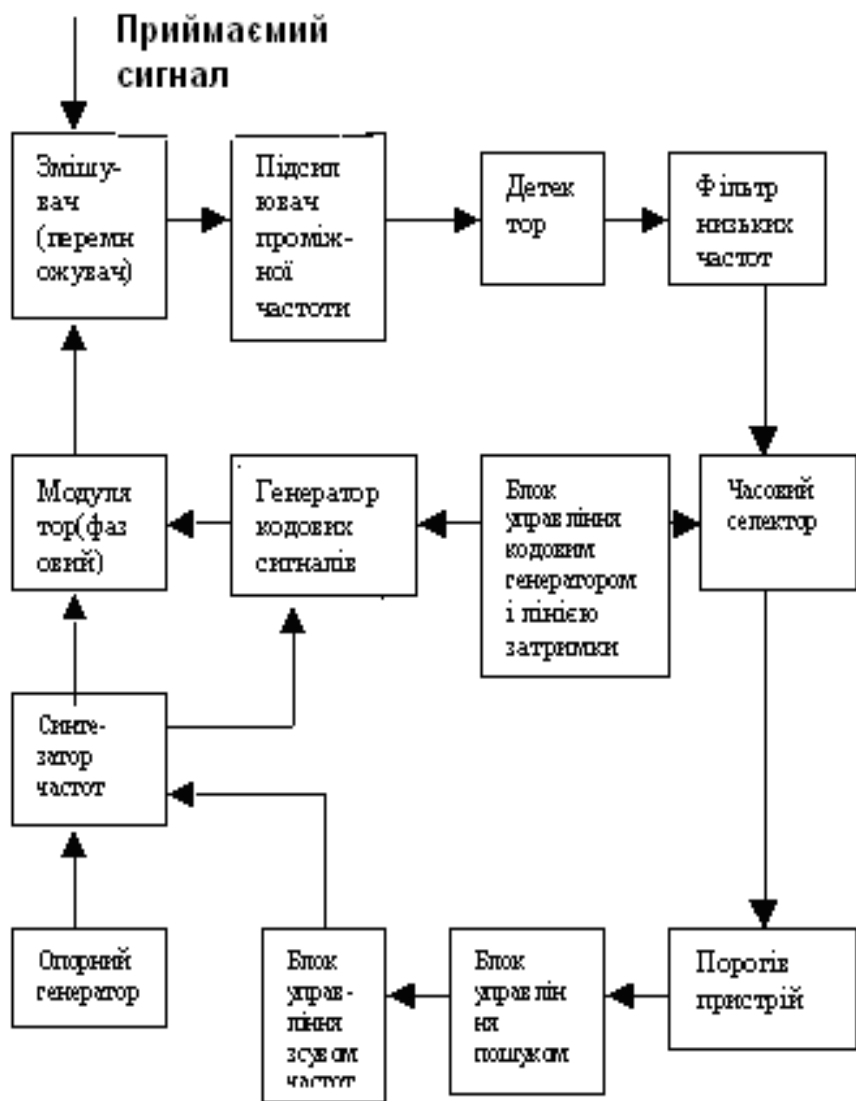 Приймаємий
сигнал
Змішу-
вач
(перемн
ожувач)
Підсил
ювач
проміж-
ної
частоти
Детек
тор
Фільтр
низьких
частот
Модуля
тор(фаз
овий)
Генератор
кодових
сигналів
Блок
управління
кодовим
генератором
і лінією
затримки
Часовий
селектор
Синте-
затор
частот
Опорний
генератор
Блок
управ-
ління
зсувом
частот
Блок
управлін
ня
пошуком
Порогів
пристрій